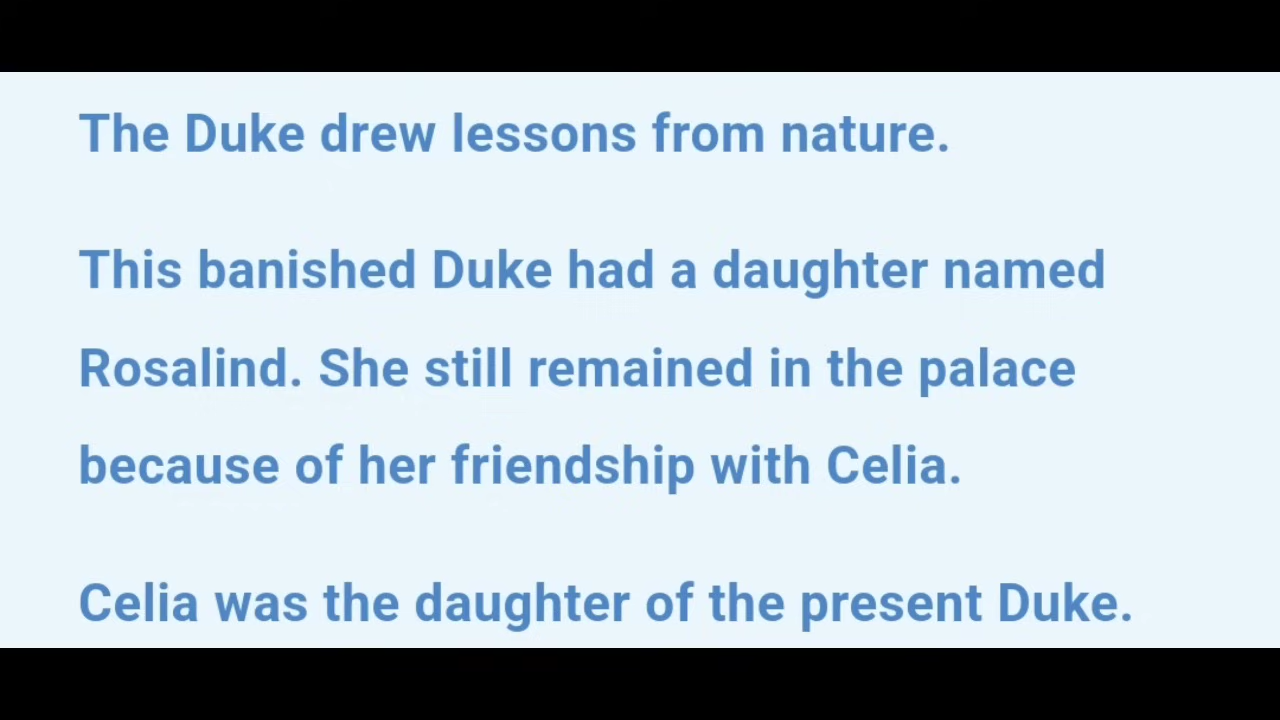 The Duke drew lessons from nature.
This banished Duke had a daughter named
Rosalind. She still remained in the palace
because of her friendship with Celia.
Celia was the daughter of the present Duke.